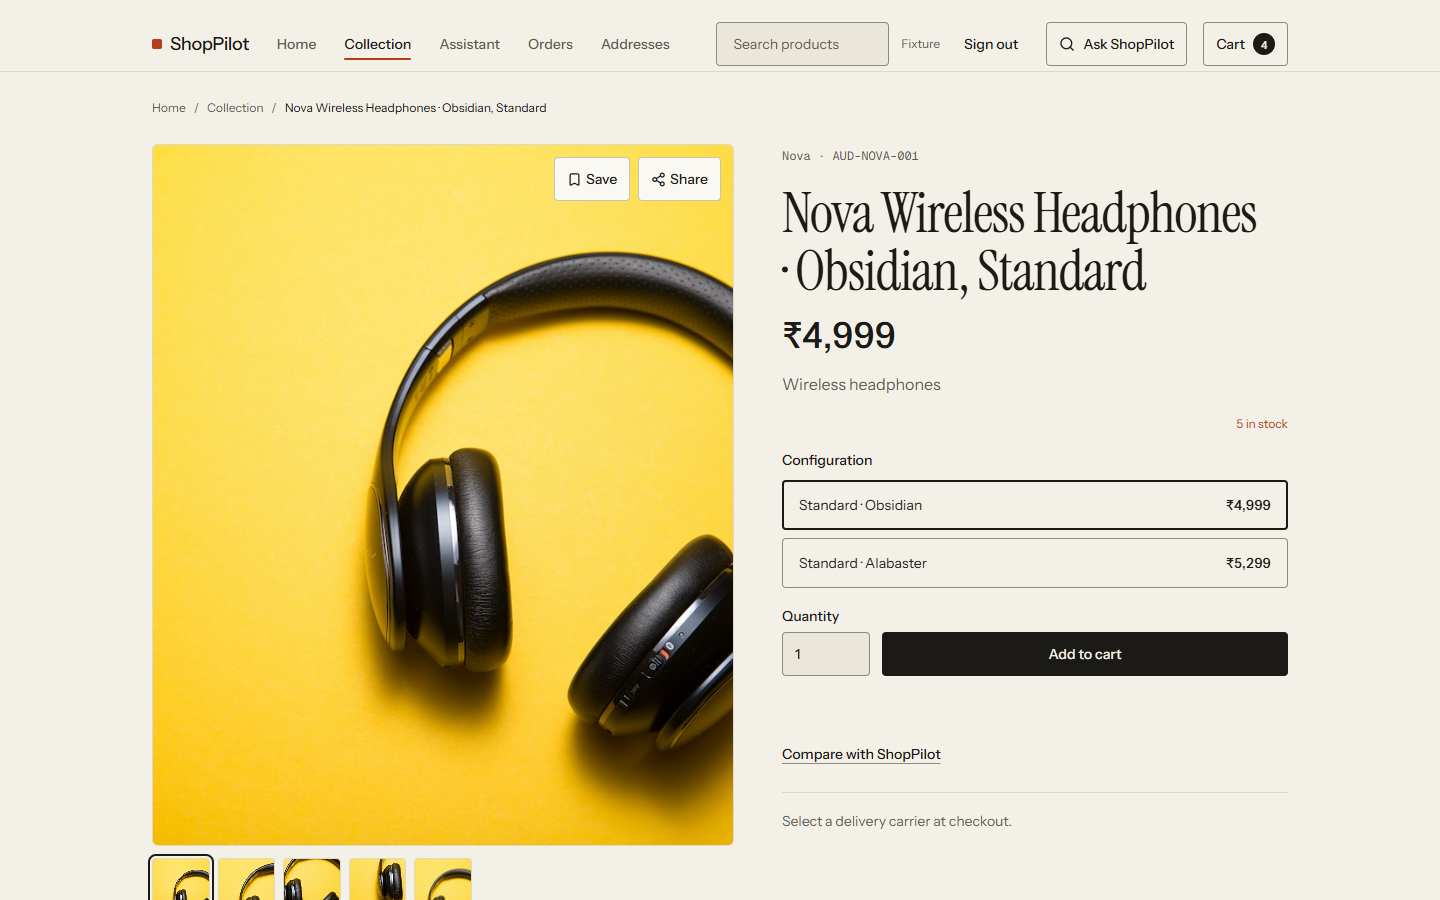 ShopPilot
Home
Collection
Assistant
Orders
Addresses
Search products
Fixture
Sign out
Ask ShopPilot
Cart 4
Home / Collection / Nova Wireless Headphones · Obsidian, Standard
Save
Share
Nova · AUD-NOVA-001
Nova Wireless Headphones
· Obsidian, Standard
₹4,999
Wireless headphones
5 in stock
Configuration
Standard · Obsidian ₹4,999
Standard · Alabaster ₹5,299
Quantity
1
Add to cart
Compare with ShopPilot
Select a delivery carrier at checkout.